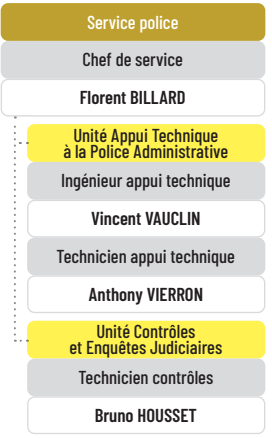 Service police
Chef de service
Florent BILLARD
Unité Appui Technique
à la Police Administrative
Ingénieur appui technique
Vincent VAUCLIN
Technicien appui technique
Anthony VIERRON
Unité Contrôles
et Enquêtes Judiciaires
Technicien contrôles
Bruno HOUSSET